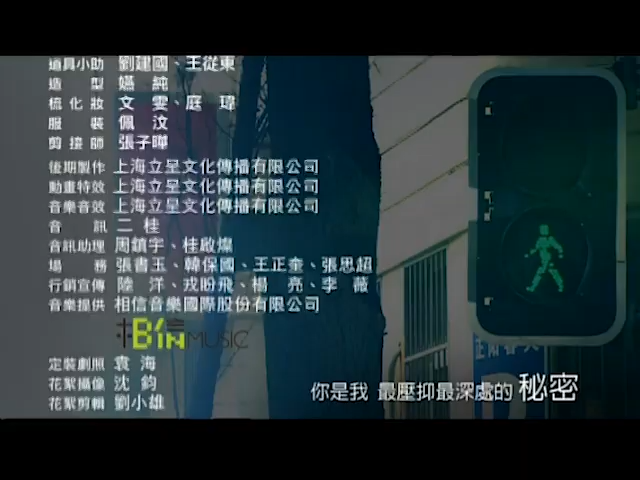 道具小助 劉建國、王從東
造型 嬿純
梳化妝 文雯、庭瑋
服裝 佩汶
剪接師 張子曄
後期製作 上海立呈文化傳播有限公司
動畫特效 上海立呈文化傳播有限公司
音樂音效 上海立呈文化傳播有限公司
音訊 二桂
音訊助理 周鎮宇、桂啟燦
場務 張書玉、韓保國、王正奎、張思超
行銷宣傳 陸洋、戎盼飛、楊亮、李薇
音樂提供 相信音樂國際股份有限公司
相信 B'IN MUSIC
定裝劇照 袁海
花絮攝像 沈鈞
花絮剪輯 劉小雄
你是我 最壓抑最深處的 秘密